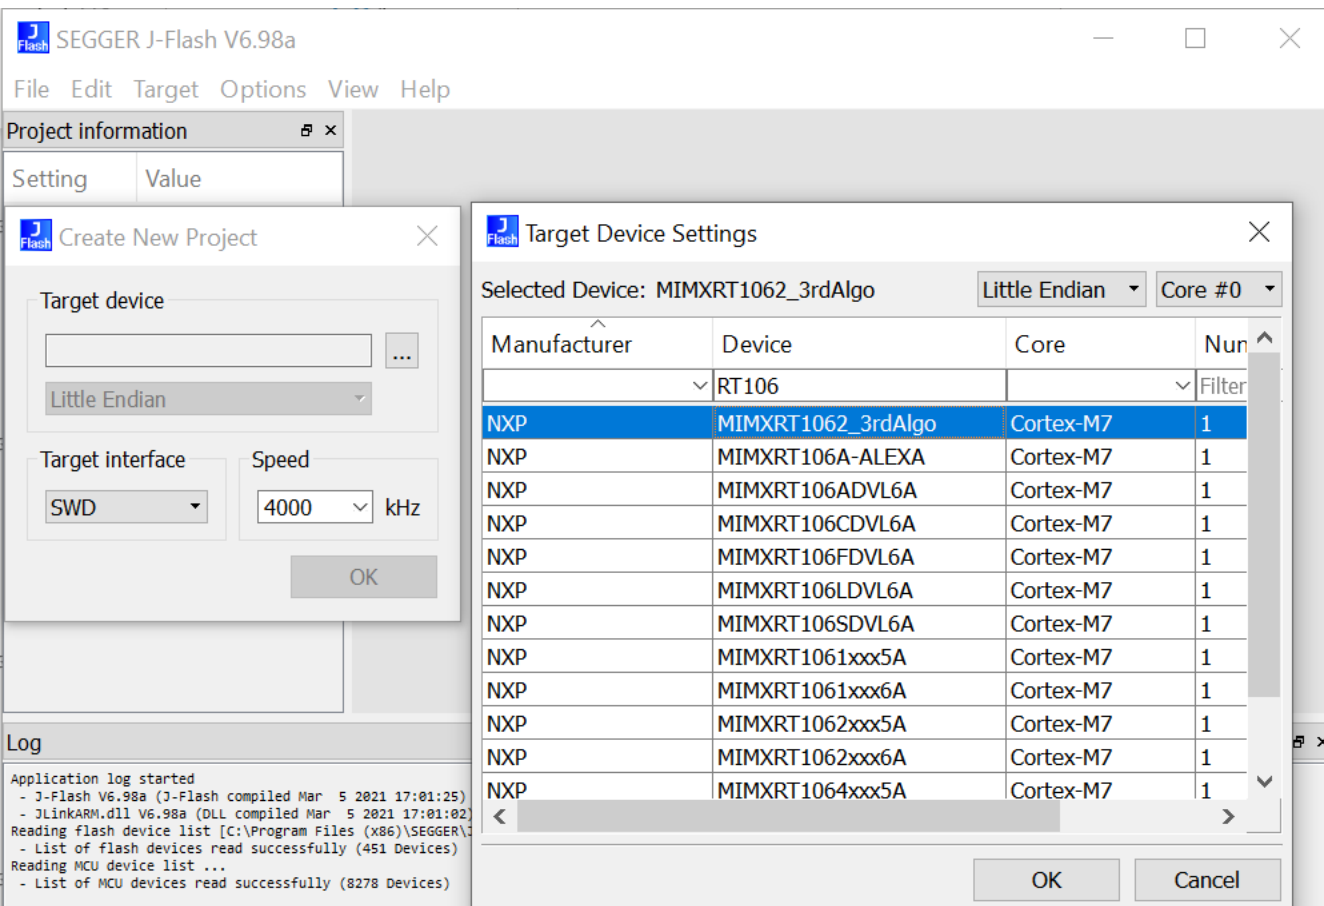 SEGGER J-Flash V6.98a
File Edit Target Options View Help
Project information
Setting Value
Create New Project
Target device
...
Little Endian
Target interface
Speed
SWD
4000 kHz
OK
Target Device Settings
Selected Device: MIMXRT1062_3rdAlgo Little Endian Core #0
Manufacturer Device Core Nun
RT106 Filter
NXP MIMXRT1062_3rdAlgo Cortex-M7 1
NXP MIMXRT106A-ALEXA Cortex-M7 1
NXP MIMXRT106ADVL6A Cortex-M7 1
NXP MIMXRT106CDVL6A Cortex-M7 1
NXP MIMXRT106FDVL6A Cortex-M7 1
NXP MIMXRT106LDVL6A Cortex-M7 1
NXP MIMXRT106SDVL6A Cortex-M7 1
NXP MIMXRT1061xxx5A Cortex-M7 1
NXP MIMXRT1061xxx6A Cortex-M7 1
NXP MIMXRT1062xxx5A Cortex-M7 1
NXP MIMXRT1062xxx6A Cortex-M7 1
NXP MIMXRT1064xxx5A Cortex-M7 1
OK Cancel
Log
Application log started
- J-Flash V6.98a (J-Flash compiled Mar 5 2021 17:01:25)
- JLinkARM.dll V6.98a (DLL compiled Mar 5 2021 17:01:02)
Reading flash device list [C:\Program Files (x86)\SEGGER\J
- List of flash devices read successfully (451 Devices)
Reading MCU device list ...
- List of MCU devices read successfully (8278 Devices)